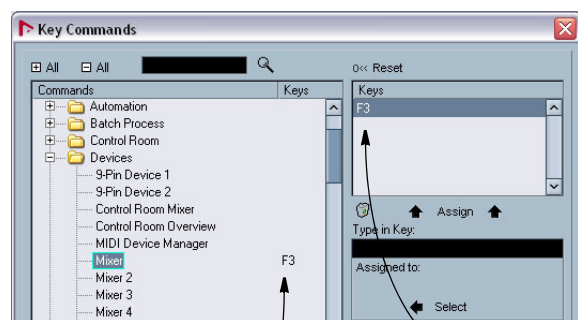 Key Commands
All All
0<< Reset
Commands Keys
Keys
Automation
F3
Batch Process
Control Room
Devices
9-Pin Device 1
9-Pin Device 2
Control Room Mixer
Assign
Control Room Overview
Type in Key:
MIDI Device Manager
Mixer F3
Assigned to:
Mixer 2
Mixer 3
Select
Mixer 4